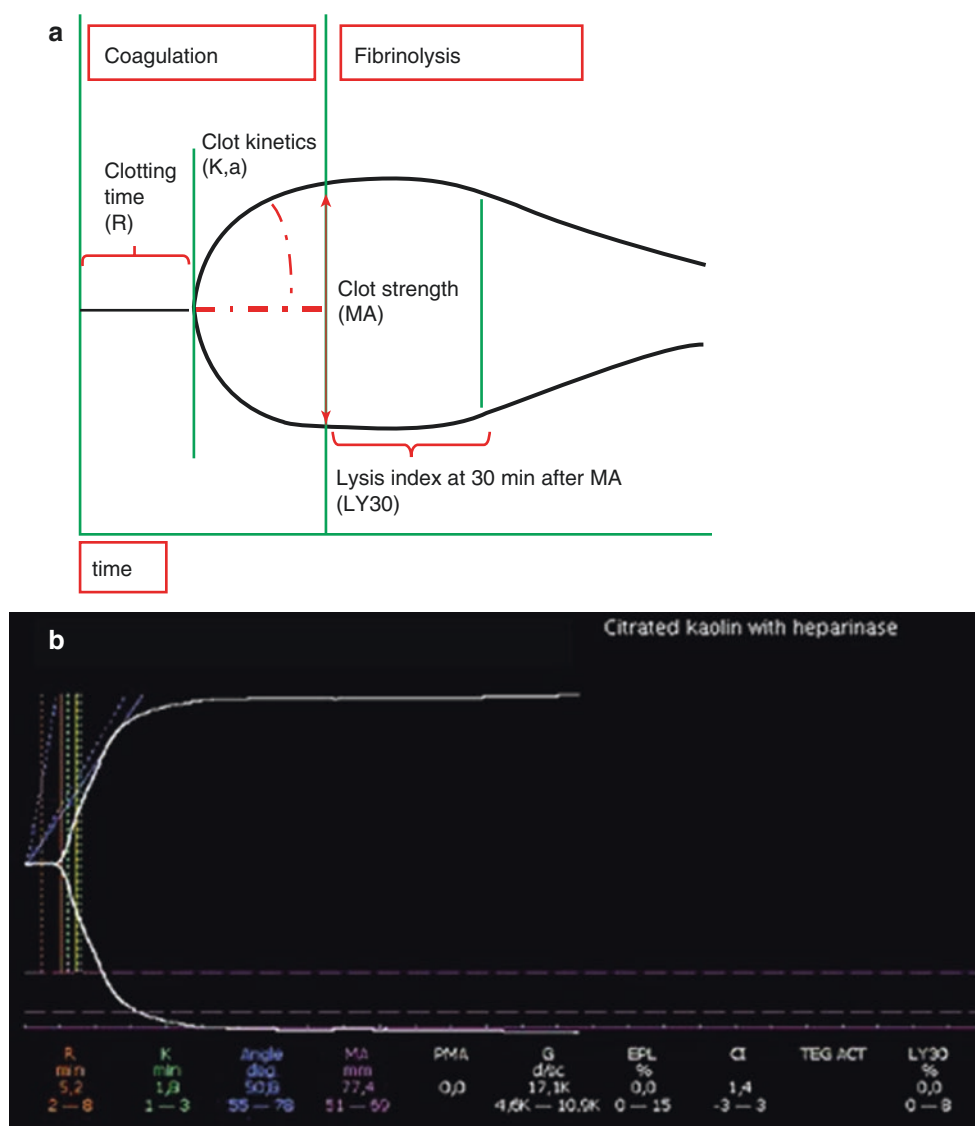 a
Coagulation
Fibrinolysis
Clot kinetics
(K,a)
Clotting
time
(R)
Clot strength
(MA)
Lysis index at 30 min after MA
(LY30)
time
b
Citrated kaolin with heparinase
R K Angle MA PMA G EPL CI TEG ACT LY30
min min deg mm d/sc % %
5,2 1,8 50,8 77,4 0,0 17,1K 0,0 1,4 0,0
2 — 8 1 — 3 55 — 78 51 — 69 4,6K — 10,9K 0 — 15 -3 — 3 0 — 8